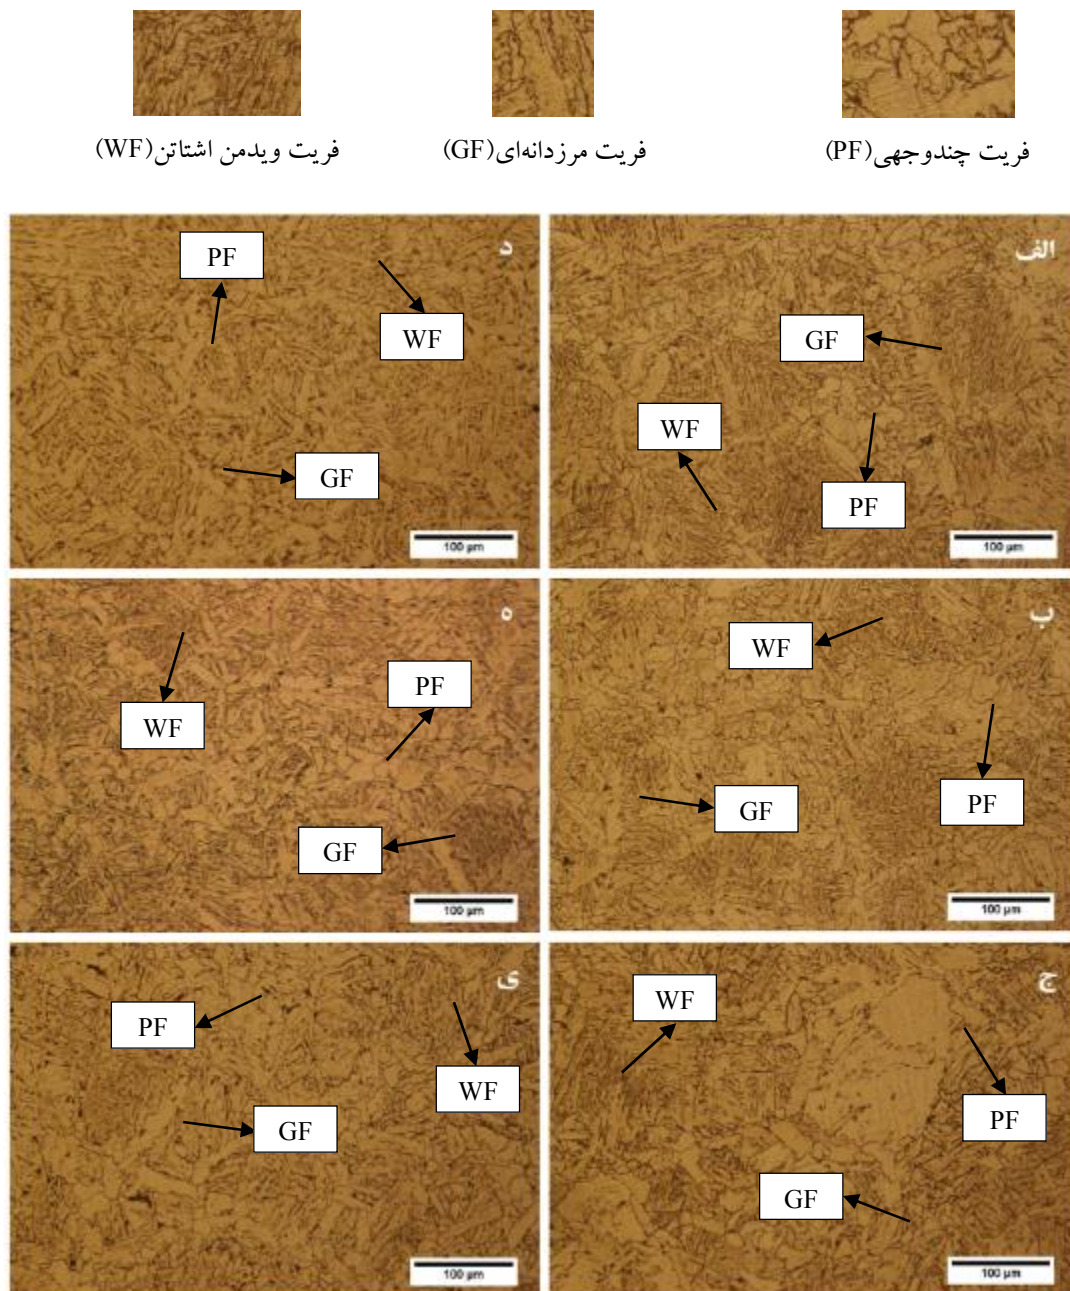 فریت چندوجهی(PF)
فریت مرزدانه‌ای(GF)
فریت ویدمن اشتاتن(WF)
الف
GF
WF
PF
100 µm
د
PF
WF
GF
100 µm
ب
WF
PF
GF
100 µm
ه
PF
WF
GF
100 µm
ج
WF
PF
GF
100 µm
ی
PF
WF
GF
100 µm